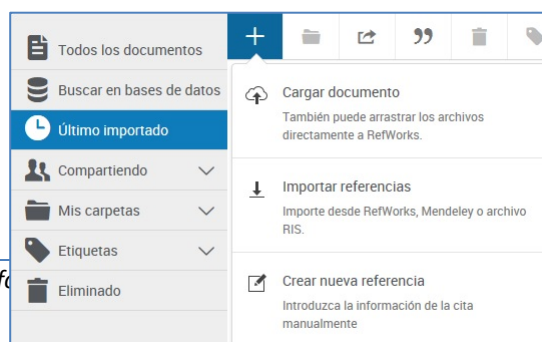 Todos los documentos
Buscar en bases de datos
Último importado
Compartiendo
Mis carpetas
Etiquetas
Eliminado
Cargar documento
También puede arrastrar los archivos
directamente a RefWorks.
Importar referencias
Importe desde RefWorks, Mendeley o archivo
RIS.
Crear nueva referencia
Introduzca la información de la cita
manualmente